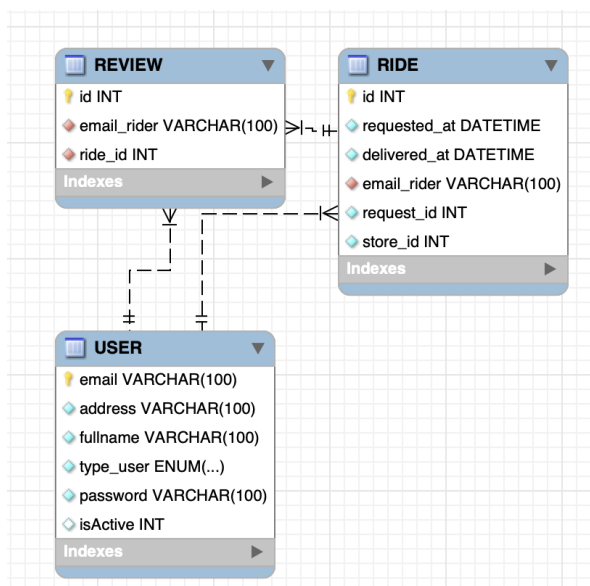 REVIEW
id INT
email_rider VARCHAR(100)
ride_id INT
Indexes
RIDE
id INT
requested_at DATETIME
delivered_at DATETIME
email_rider VARCHAR(100)
request_id INT
store_id INT
Indexes
USER
email VARCHAR(100)
address VARCHAR(100)
fullname VARCHAR(100)
type_user ENUM(...)
password VARCHAR(100)
isActive INT
Indexes